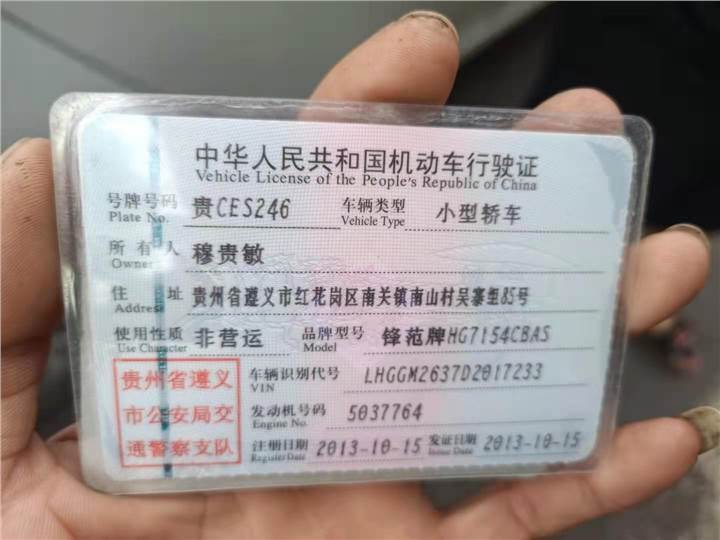 中华人民共和国机动车行驶证
Vehicle License of the People's Republic of China
号牌号码 贵CES246 车辆类型 小型轿车
Plate No. Vehicle Type
所有人 穆贵敏
Owner
住址 贵州省遵义市红花岗区南关镇南山村吴寨组85号
Address
使用性质 非营运 品牌型号 锋范牌HG7154CBAS
Use Character Model
贵州省遵义 车辆识别代号 LHGGM2637D2017233
VIN
市公安局交 发动机号码 5037764
Engine No.
通警察支队 注册日期 2013-10-15 发证日期 2013-10-15
Register Date Issue Date